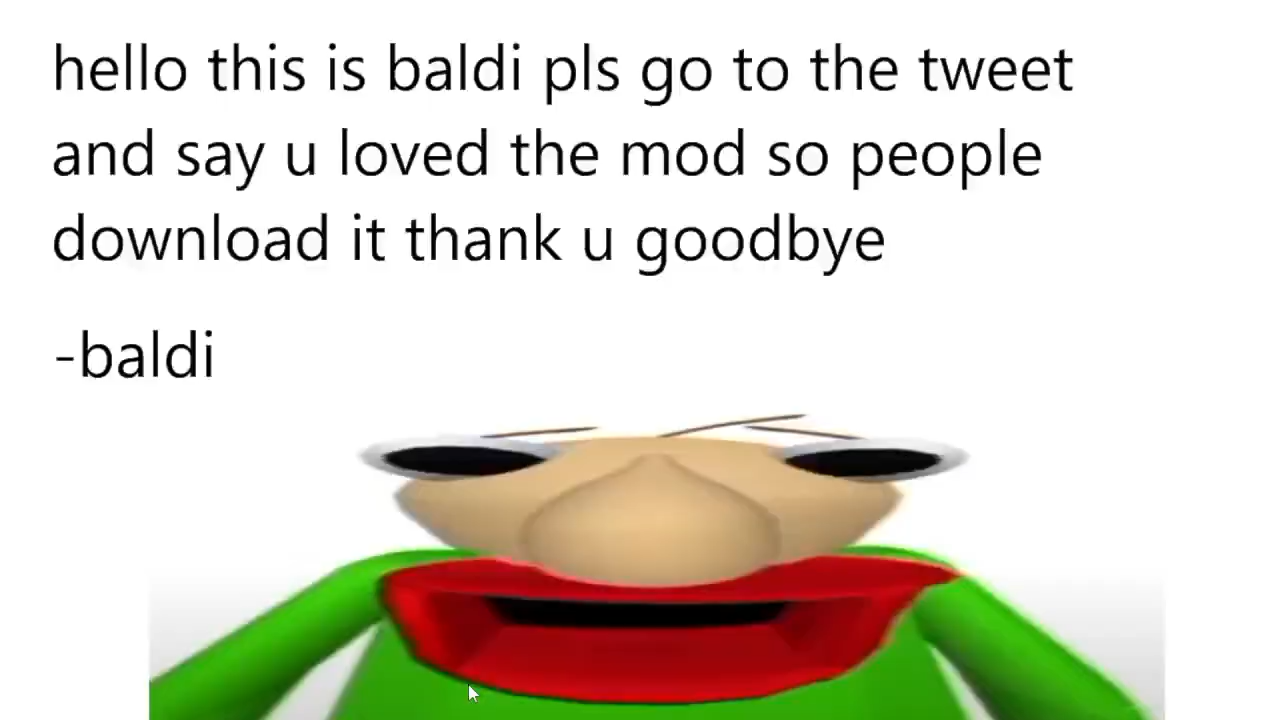 hello this is baldi pls go to the tweet
and say u loved the mod so people
download it thank u goodbye
-baldi